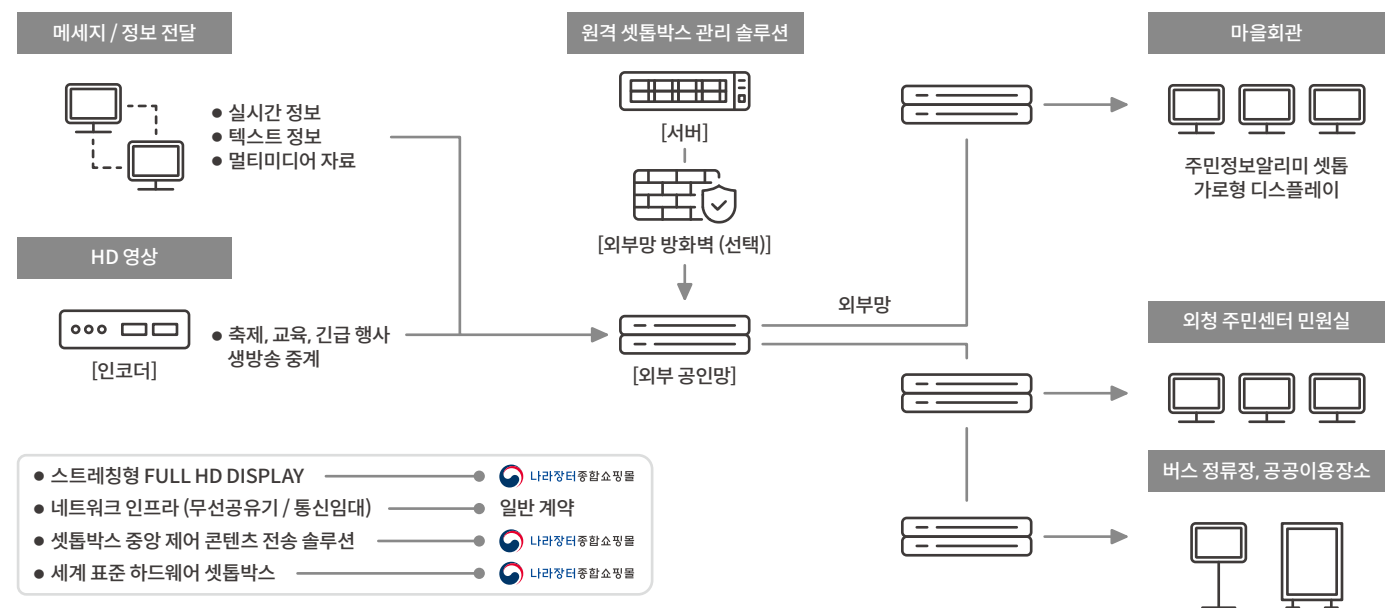 메세지 / 정보 전달
● 실시간 정보
● 텍스트 정보
● 멀티미디어 자료
HD 영상
[인코더]
● 축제, 교육, 긴급 행사
생방송 중계
원격 셋톱박스 관리 솔루션
[서버]
[외부망 방화벽 (선택)]
[외부 공인망]
외부망
마을회관
주민정보알리미 셋톱
가로형 디스플레이
외청 주민센터 민원실
버스 정류장, 공공이용장소
● 스트레칭형 FULL HD DISPLAY 나라장터종합쇼핑몰
● 네트워크 인프라 (무선공유기 / 통신임대) 일반 계약
● 셋톱박스 중앙 제어 콘텐츠 전송 솔루션 나라장터종합쇼핑몰
● 세계 표준 하드웨어 셋톱박스 나라장터종합쇼핑몰